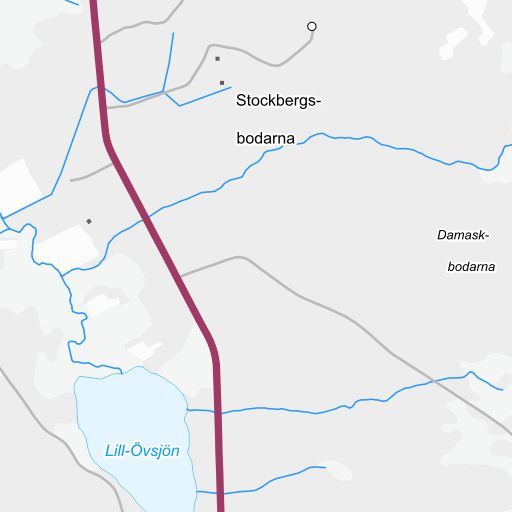 Stockbergs-
bodarna
Damask-
bodarna
Lill-Övsjön